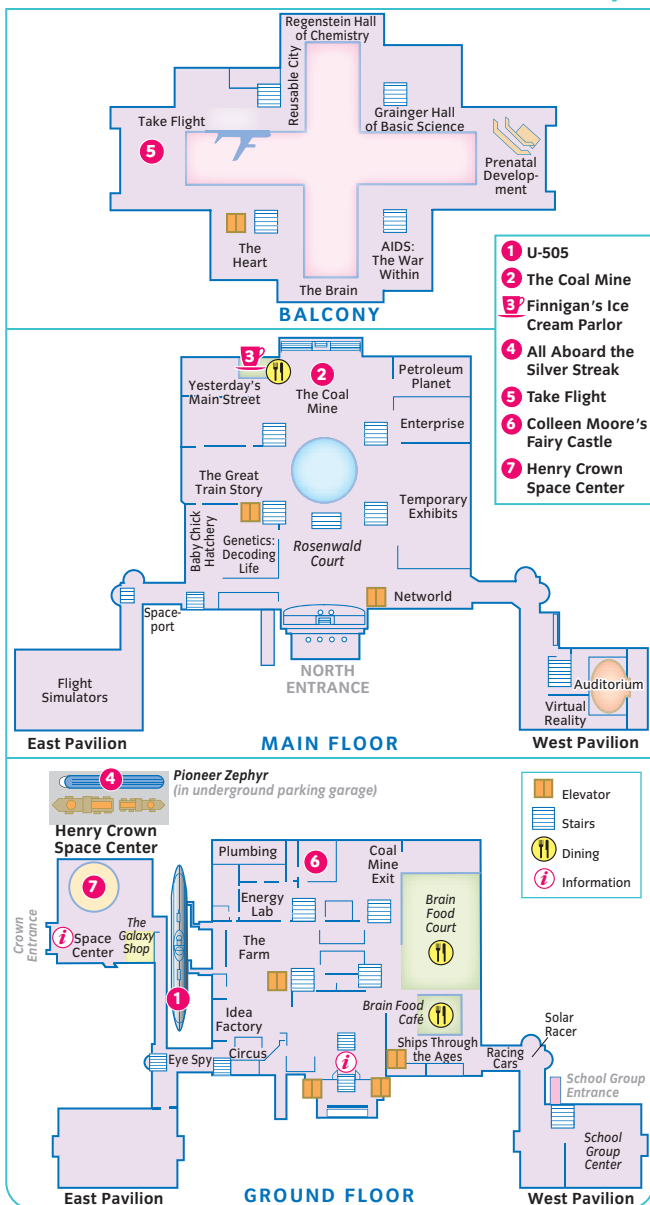 Regenstein Hall
of Chemistry
Reusable City
Take Flight
Grainger Hall
of Basic Science
5
Prenatal
Develop-
ment
The
Heart
AIDS:
The War
Within
The Brain
BALCONY
1 U-505
2 The Coal Mine
3 Finnigan's Ice
Cream Parlor
4 All Aboard the
Silver Streak
5 Take Flight
6 Colleen Moore's
Fairy Castle
7 Henry Crown
Space Center
3
2
Yesterday's
Main Street
The Coal
Mine
Petroleum
Planet
Enterprise
The Great
Train Story
Temporary
Exhibits
Baby Chick
Hatchery
Genetics:
Decoding
Life
Rosenwald
Court
Networld
Space-
port
NORTH
ENTRANCE
Flight
Simulators
Auditorium
Virtual
Reality
East Pavilion
MAIN FLOOR
West Pavilion
4
Pioneer Zephyr
(in underground parking garage)
Henry Crown
Space Center
Elevator
Stairs
Dining
i Information
Plumbing
6
Coal
Mine
Exit
7
Energy
Lab
Brain
Food
Court
Crown
Entrance
i Space
Center
The
Galaxy
Shop
The
Farm
1
Idea
Factory
Brain Food
Café
Solar
Racer
Eye Spy
Circus
i
Ships Through
the Ages
Racing
Cars
School Group
Entrance
School
Group
Center
East Pavilion
GROUND FLOOR
West Pavilion